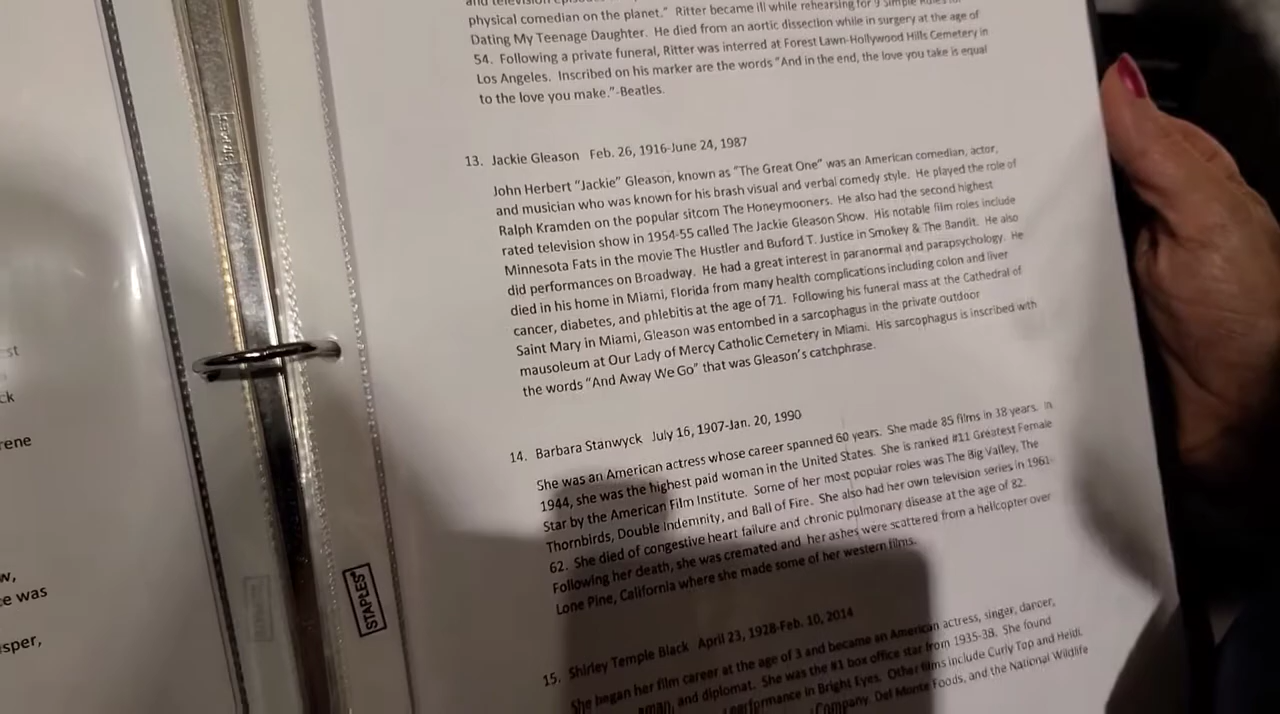 physical comedian on the planet." Ritter became ill while rehearsing for 9 Simple Rules for
Dating My Teenage Daughter. He died from an aortic dissection while in surgery at the age of
54. Following a private funeral, Ritter was interred at Forest Lawn-Hollywood Hills Cemetery in
Los Angeles. Inscribed on his marker are the words "And in the end, the love you take is equal
to the love you make."-Beatles.
13. Jackie Gleason Feb. 26, 1916-June 24, 1987
John Herbert "Jackie" Gleason, known as "The Great One" was an American comedian, actor,
and musician who was known for his brash visual and verbal comedy style. He played the role of
Ralph Kramden on the popular sitcom The Honeymooners. He also had the second highest
rated television show in 1954-55 called The Jackie Gleason Show. His notable film roles include
Minnesota Fats in the movie The Hustler and Buford T. Justice in Smokey & The Bandit. He also
did performances on Broadway. He had a great interest in paranormal and parapsychology. He
died in his home in Miami, Florida from many health complications including colon and liver
cancer, diabetes, and phlebitis at the age of 71. Following his funeral mass at the Cathedral of
Saint Mary in Miami, Gleason was entombed in a sarcophagus in the private outdoor
mausoleum at Our Lady of Mercy Catholic Cemetery in Miami. His sarcophagus is inscribed with
the words "And Away We Go" that was Gleason's catchphrase.
14. Barbara Stanwyck July 16, 1907-Jan. 20, 1990
She was an American actress whose career spanned 60 years. She made 85 films in 38 years. In
1944, she was the highest paid woman in the United States. She is ranked #11 Greatest Female
Star by the American Film Institute. Some of her most popular roles was The Big Valley, The
Thornbirds, Double Indemnity, and Ball of Fire. She also had her own television series in 1961-
62. She died of congestive heart failure and chronic pulmonary disease at the age of 82.
Following her death, she was cremated and her ashes were scattered from a helicopter over
Lone Pine, California where she made some of her western films.
15. Shirley Temple Black April 23, 1928-Feb. 10, 2014
She began her film career at the age of 3 and became an American actress, singer, dancer,
and diplomat. She was the #1 box office star from 1935-38. She found
performance in Bright Eyes. Other films include Curly Top and Heidi.
Company. Del Monte Foods, and the National Wildlife
STAPLES